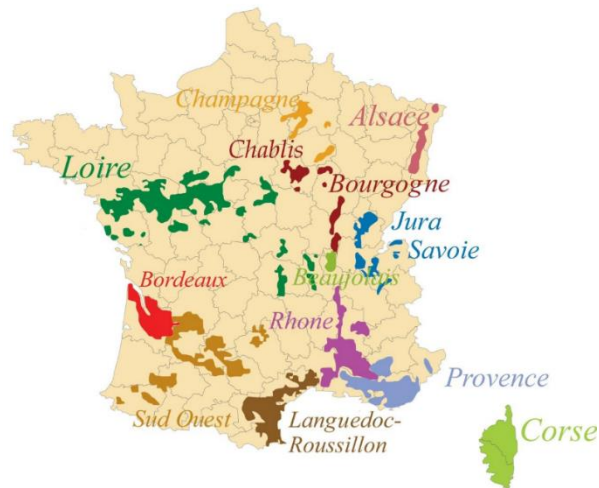 Champagne
Alsace
Chablis
Loire
Bourgogne
Jura
Savoie
Beaujolais
Bordeaux
Rhone
Provence
Sud Ouest
Languedoc-
Roussillon
Corse